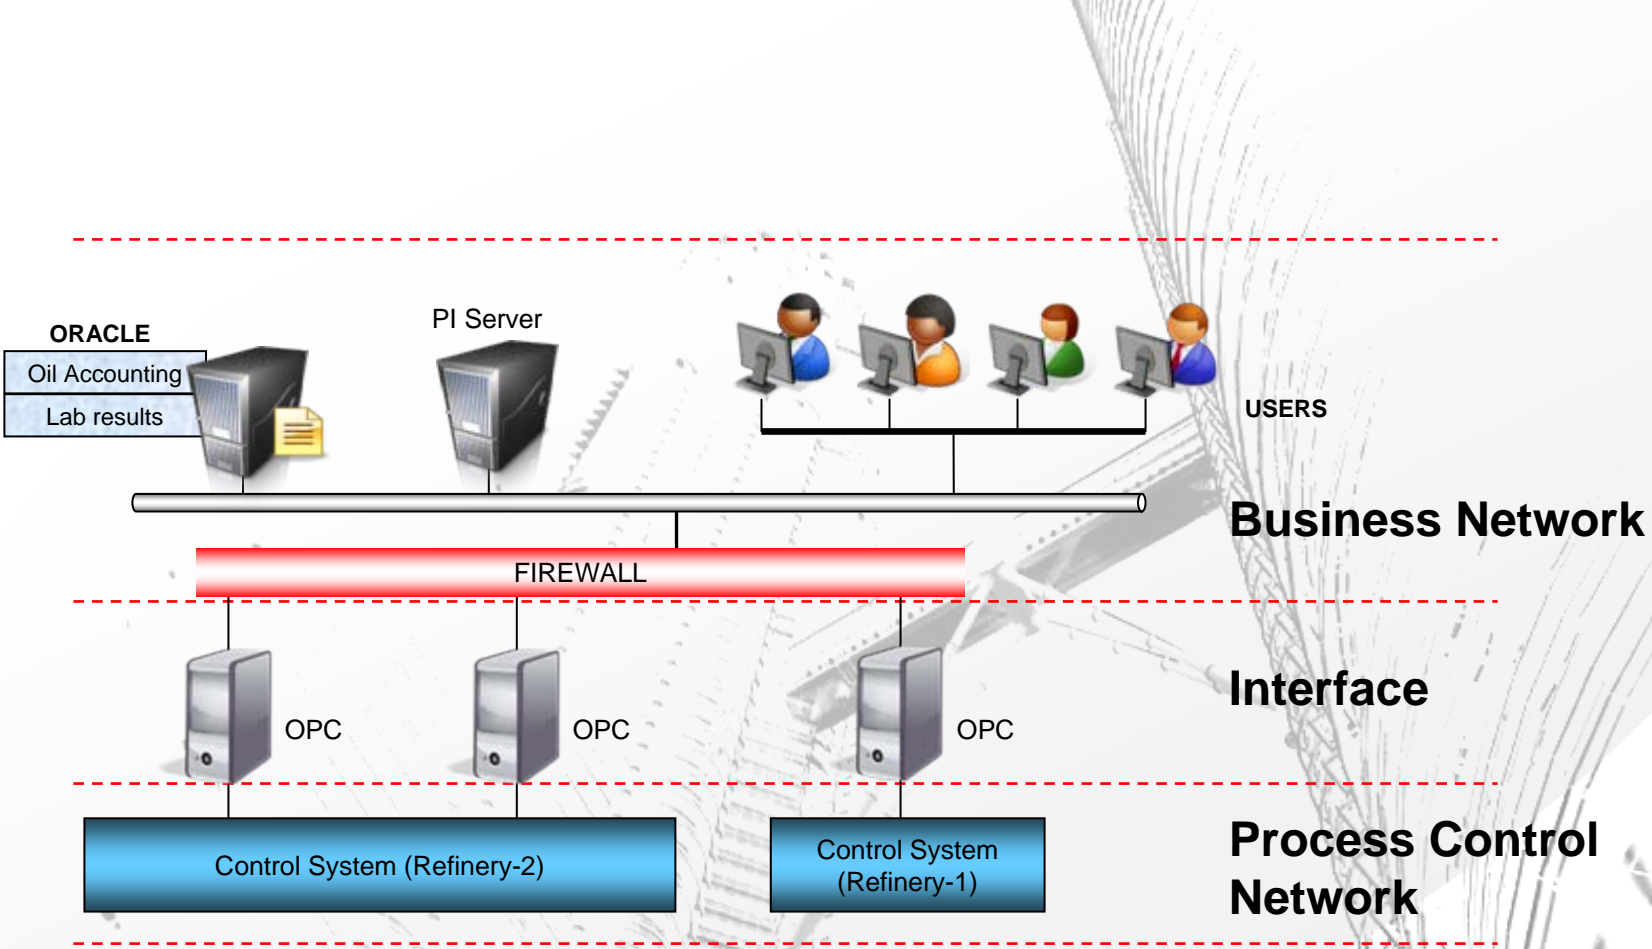 PI Server
ORACLE
Oil Accounting
Lab results
USERS
Business Network
FIREWALL
Interface
OPC
OPC
OPC
Control System (Refinery-2)
Control System
(Refinery-1)
Process Control
Network